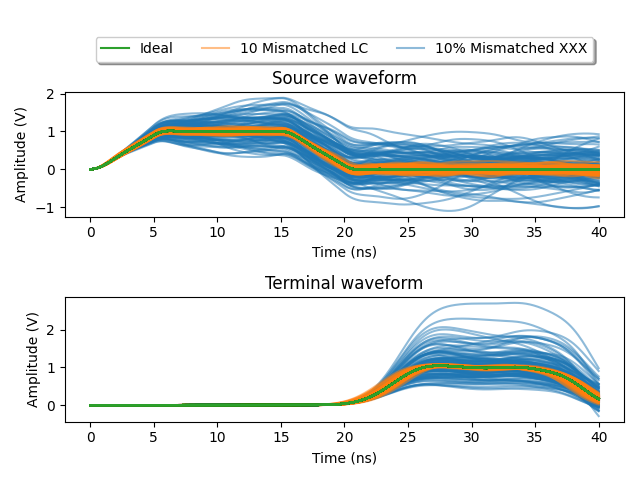 Ideal 10 Mismatched LC 10% Mismatched XXX
Source waveform
2
1
0
−1
Amplitude (V)
0 5 10 15 20 25 30 35 40
Time (ns)
Terminal waveform
2
1
0
Amplitude (V)
0 5 10 15 20 25 30 35 40
Time (ns)